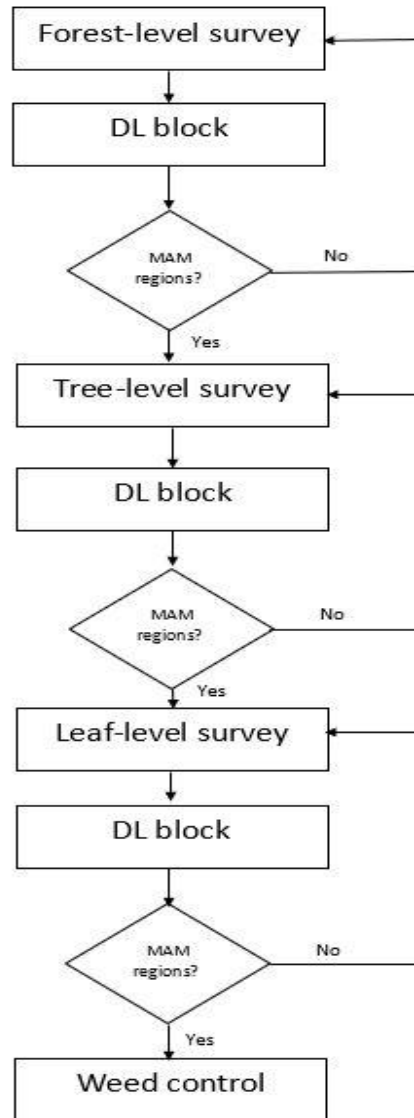 Forest-level survey
DL block
MAM
regions?
No
Yes
Tree-level survey
DL block
MAM
regions?
No
Yes
Leaf-level survey
DL block
MAM
regions?
No
Yes
Weed control